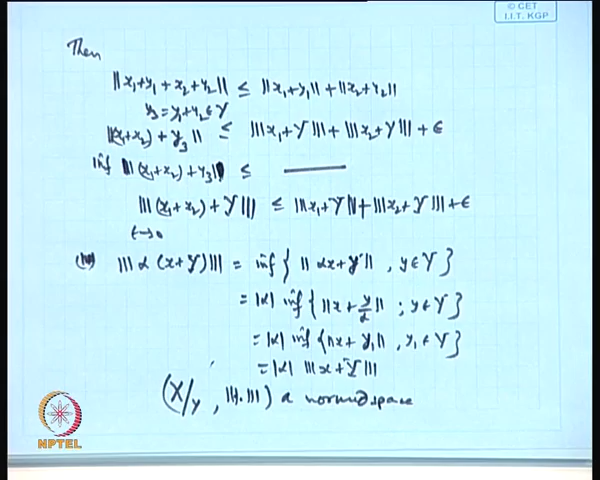 © CET
I.I.T. KGP
Then
||x₁+y₁+x₂+y₂|| ≤ ||x₁+y₁|| + ||x₂+y₂||
y₃=y₁+y₂∈Y
||(x₁+x₂)+y₃|| ≤ |||x₁+Y||| + |||x₂+Y||| + ϵ
inf ||(x₁+x₂)+y₃|| ≤ ———
|||(x₁+x₂)+Y||| ≤ |||x₁+Y|||+|||x₂+Y|||+ϵ
ϵ→0
(iv) |||α(x+Y)||| = inf { ||αx+y|| , y∈Y }
= |α| inf { ||x+y/α|| ; y∈Y }
= |α| inf { ||x+y₁|| , y₁∈Y }
= |α| |||x+Y|||
(X/Y , |||.|||) a normed space
NPTEL